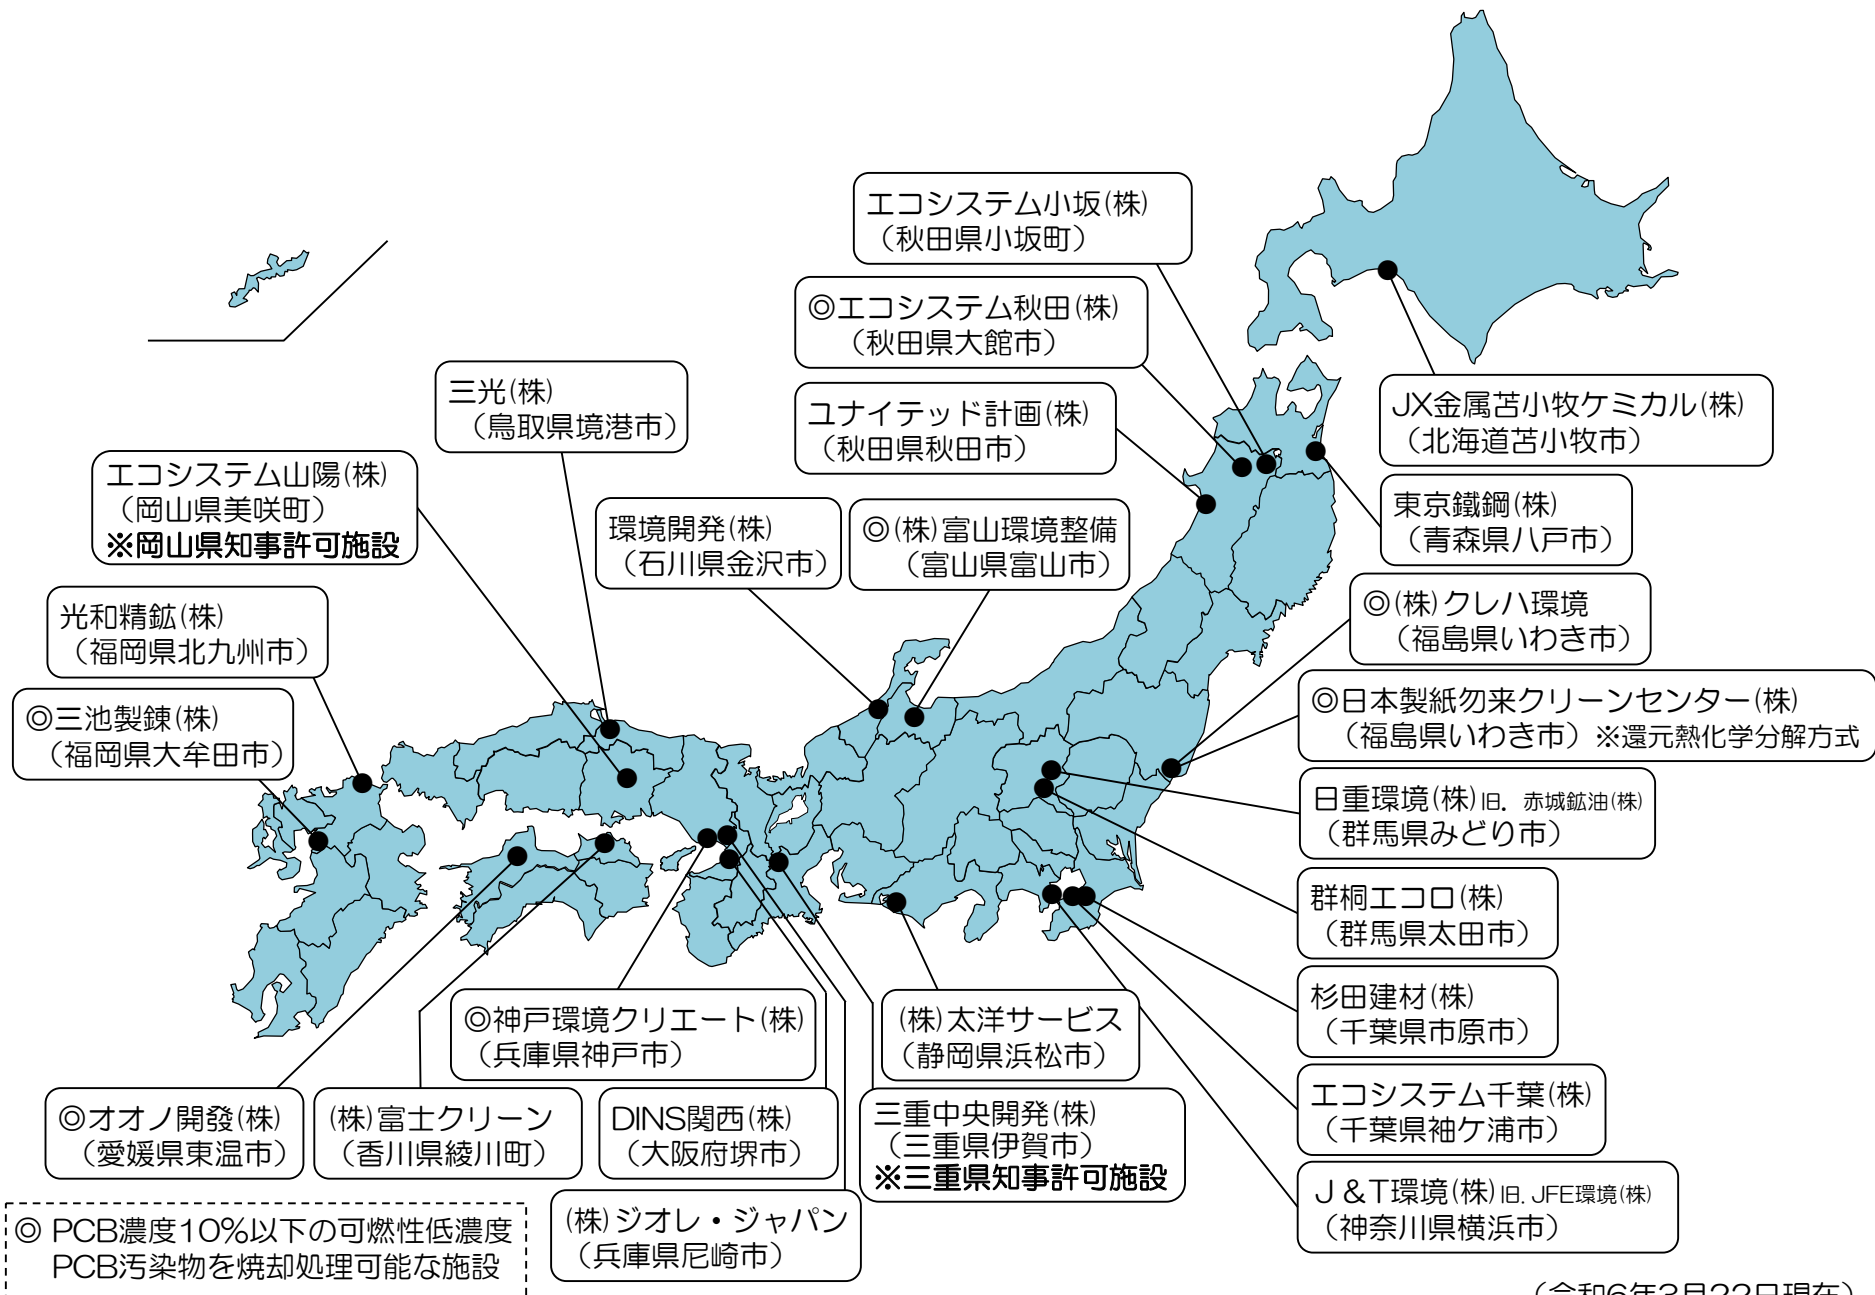 エコシステム小坂(株)
（秋田県小坂町）
◎エコシステム秋田(株)
（秋田県大館市）
ユナイテッド計画(株)
（秋田県秋田市）
三光(株)
（鳥取県境港市）
JX金属苫小牧ケミカル(株)
（北海道苫小牧市）
エコシステム山陽(株)
（岡山県美咲町）
※岡山県知事許可施設
環境開発(株)
（石川県金沢市）
◎(株)富山環境整備
（富山県富山市）
東京鐵鋼(株)
（青森県八戸市）
光和精鉱(株)
（福岡県北九州市）
◎(株)クレハ環境
（福島県いわき市）
◎三池製錬(株)
（福岡県大牟田市）
◎日本製紙勿来クリーンセンター(株)
（福島県いわき市）※還元熱化学分解方式
日重環境(株)旧．赤城鉱油(株)
（群馬県みどり市）
群桐エコロ(株)
（群馬県太田市）
杉田建材(株)
（千葉県市原市）
◎神戸環境クリエート(株)
（兵庫県神戸市）
(株)太洋サービス
（静岡県浜松市）
エコシステム千葉(株)
（千葉県袖ケ浦市）
◎オオノ開發(株)
（愛媛県東温市）
(株)富士クリーン
（香川県綾川町）
DINS関西(株)
（大阪府堺市）
三重中央開発(株)
（三重県伊賀市）
※三重県知事許可施設
J＆T環境(株)旧．JFE環境(株)
（神奈川県横浜市）
(株)ジオレ・ジャパン
（兵庫県尼崎市）
◎ PCB濃度10%以下の可燃性低濃度
PCB汚染物を焼却処理可能な施設
（令和6年3月22日現在）